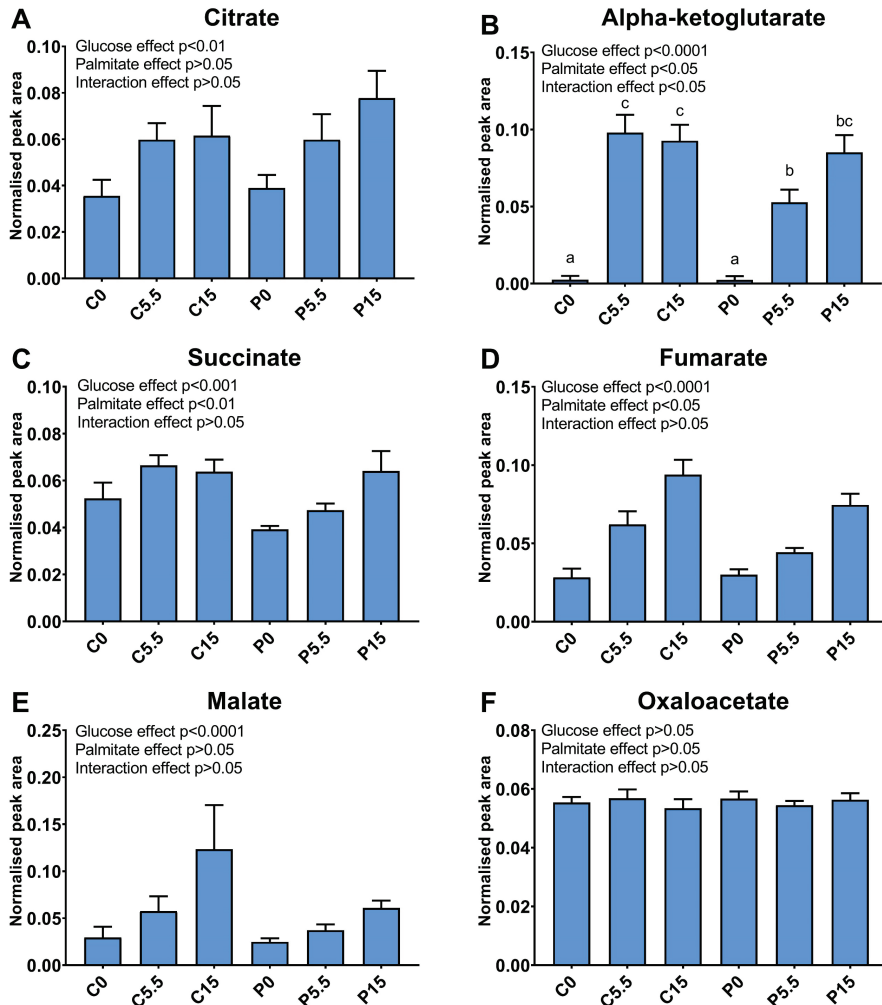 A
Citrate
Glucose effect p<0.01
Palmitate effect p>0.05
Interaction effect p>0.05
Normalised peak area
0.10
0.08
0.06
0.04
0.02
0.00
C0
C5.5
C15
P0
P5.5
P15
B
Alpha-ketoglutarate
Glucose effect p<0.0001
Palmitate effect p<0.05
Interaction effect p<0.05
Normalised peak area
0.15
0.10
0.05
0.00
a
c
c
a
b
bc
C0
C5.5
C15
P0
P5.5
P15
C
Succinate
Glucose effect p<0.001
Palmitate effect p<0.01
Interaction effect p>0.05
Normalised peak area
0.10
0.08
0.06
0.04
0.02
0.00
C0
C5.5
C15
P0
P5.5
P15
D
Fumarate
Glucose effect p<0.0001
Palmitate effect p<0.05
Interaction effect p>0.05
Normalised peak area
0.15
0.10
0.05
0.00
C0
C5.5
C15
P0
P5.5
P15
E
Malate
Glucose effect p<0.0001
Palmitate effect p>0.05
Interaction effect p>0.05
Normalised peak area
0.25
0.20
0.15
0.10
0.05
0.00
C0
C5.5
C15
P0
P5.5
P15
F
Oxaloacetate
Glucose effect p>0.05
Palmitate effect p>0.05
Interaction effect p>0.05
Normalised peak area
0.08
0.06
0.04
0.02
0.00
C0
C5.5
C15
P0
P5.5
P15